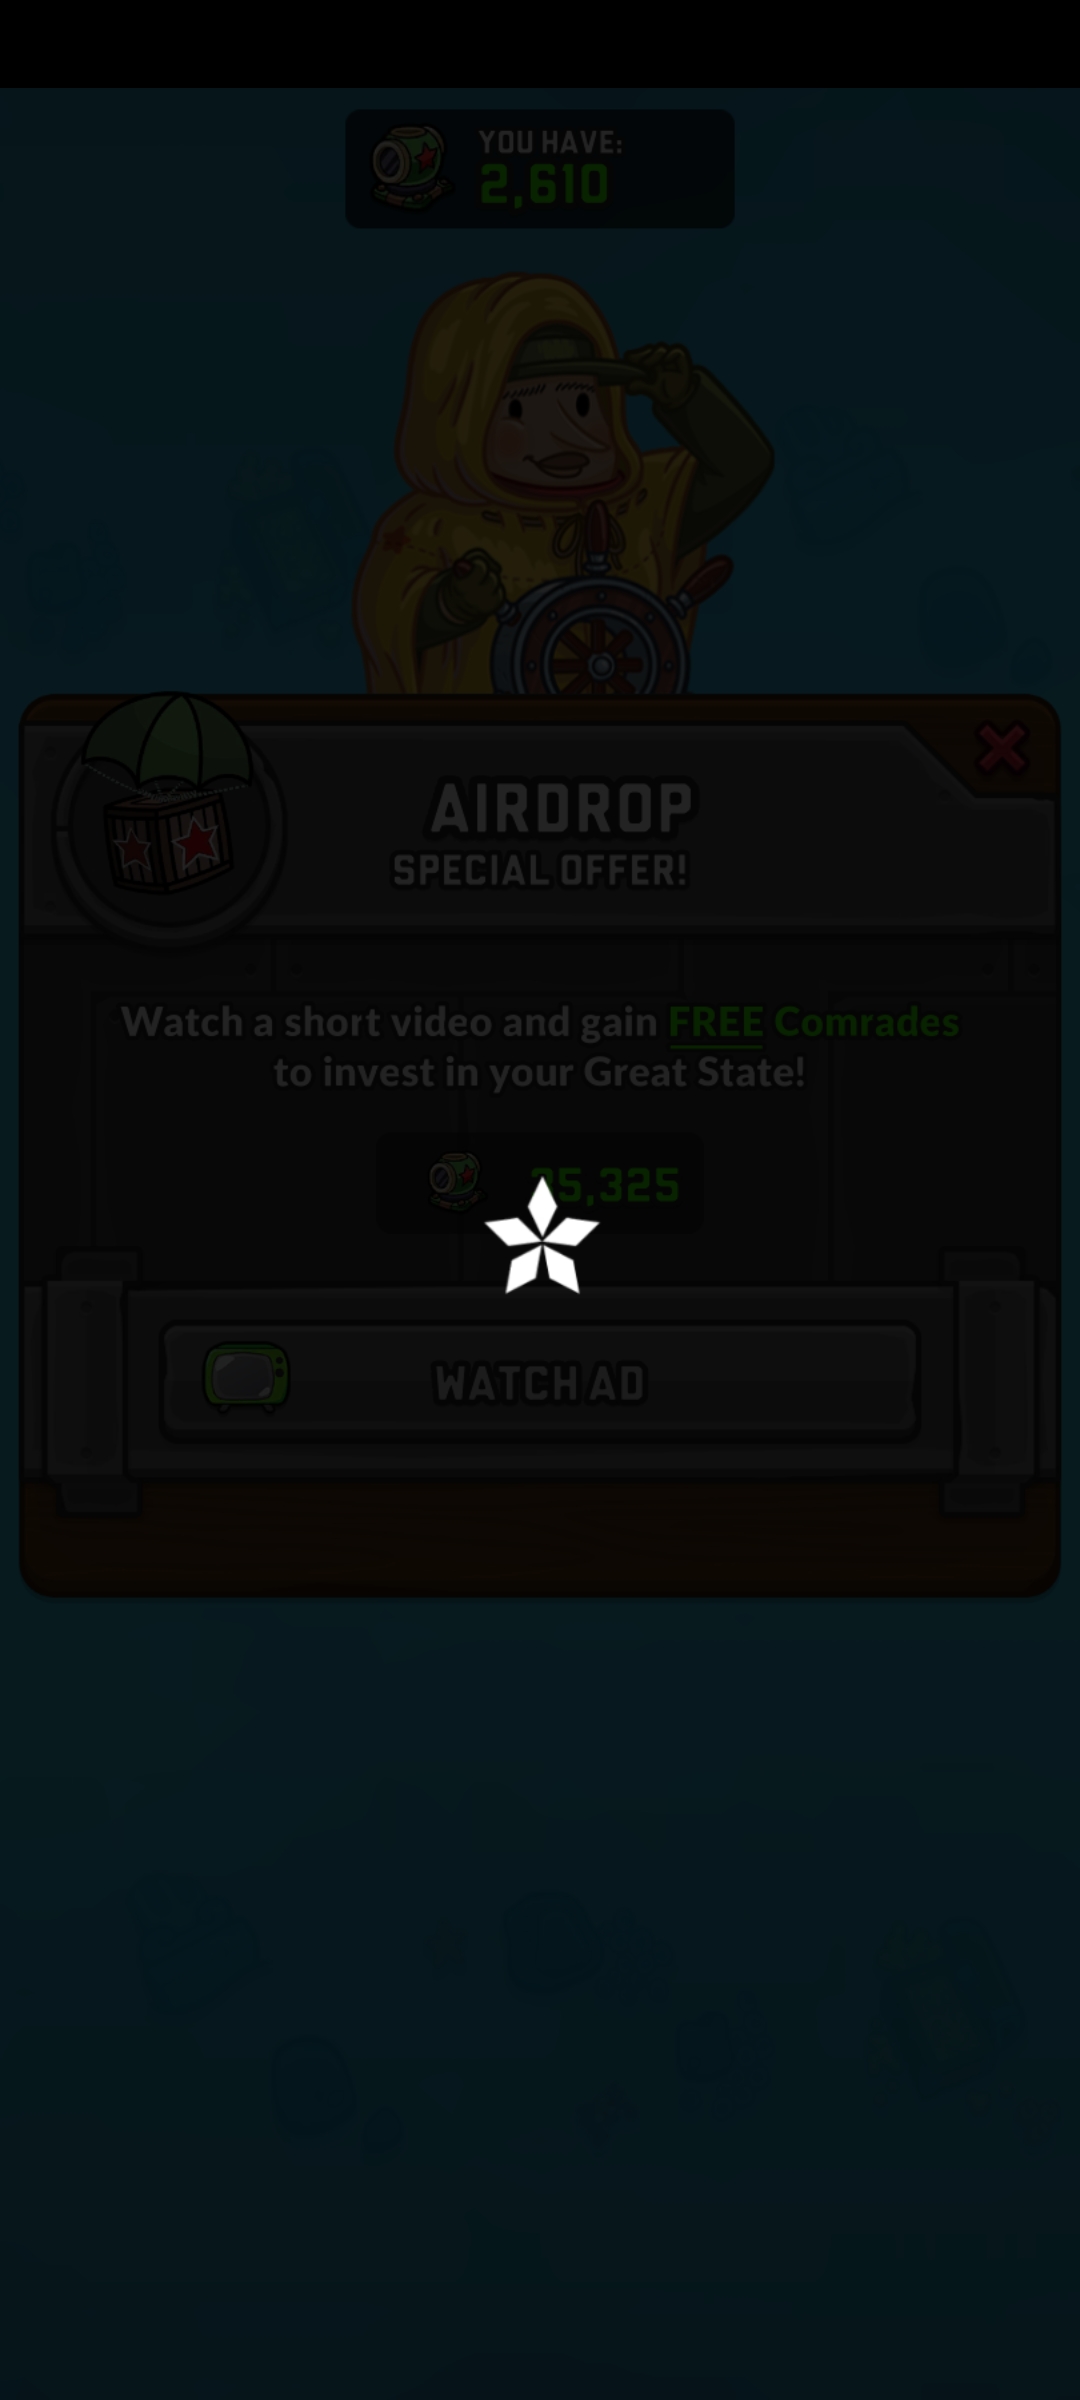 YOU HAVE:
2,610
AIRDROP
SPECIAL OFFER!
Watch a short video and gain FREE Comrades
to invest in your Great State!
WATCH AD